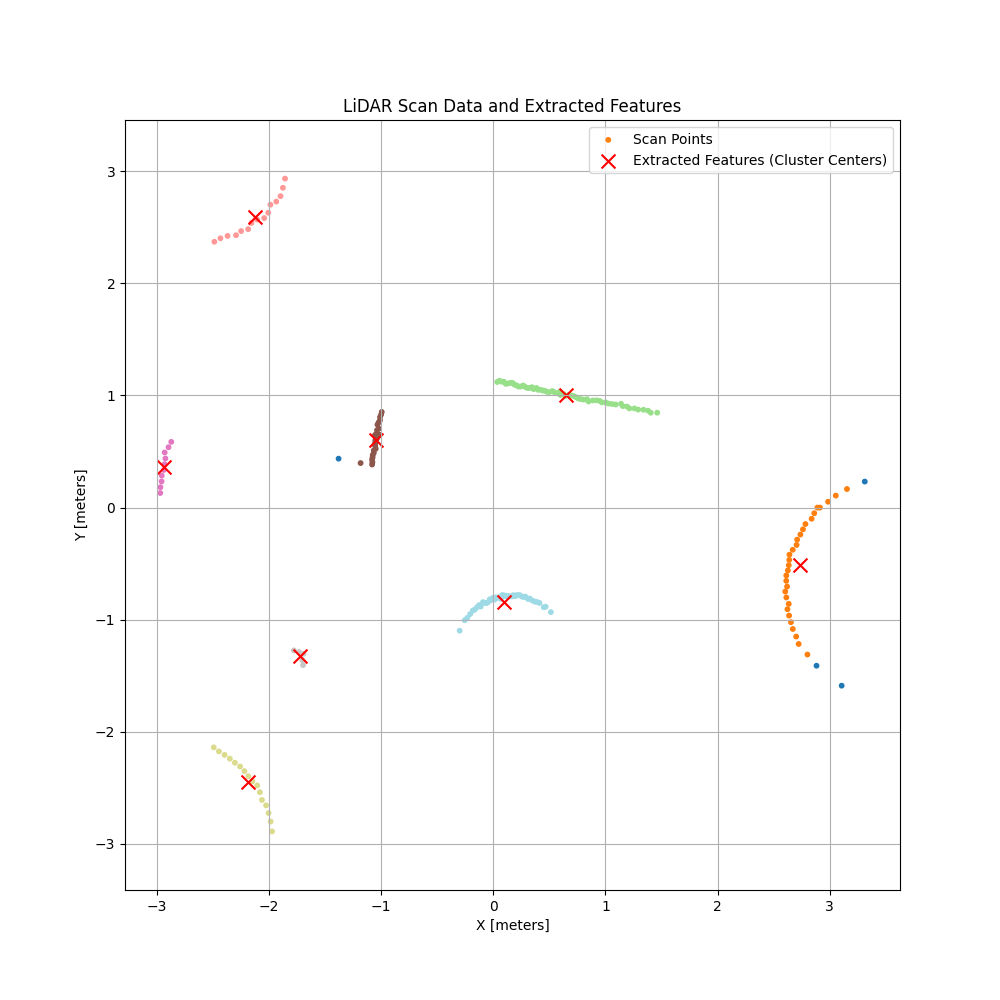 LiDAR Scan Data and Extracted Features
Scan Points
Extracted Features (Cluster Centers)
3
2
1
0
−1
−2
−3
Y [meters]
−3 −2 −1 0 1 2 3
X [meters]